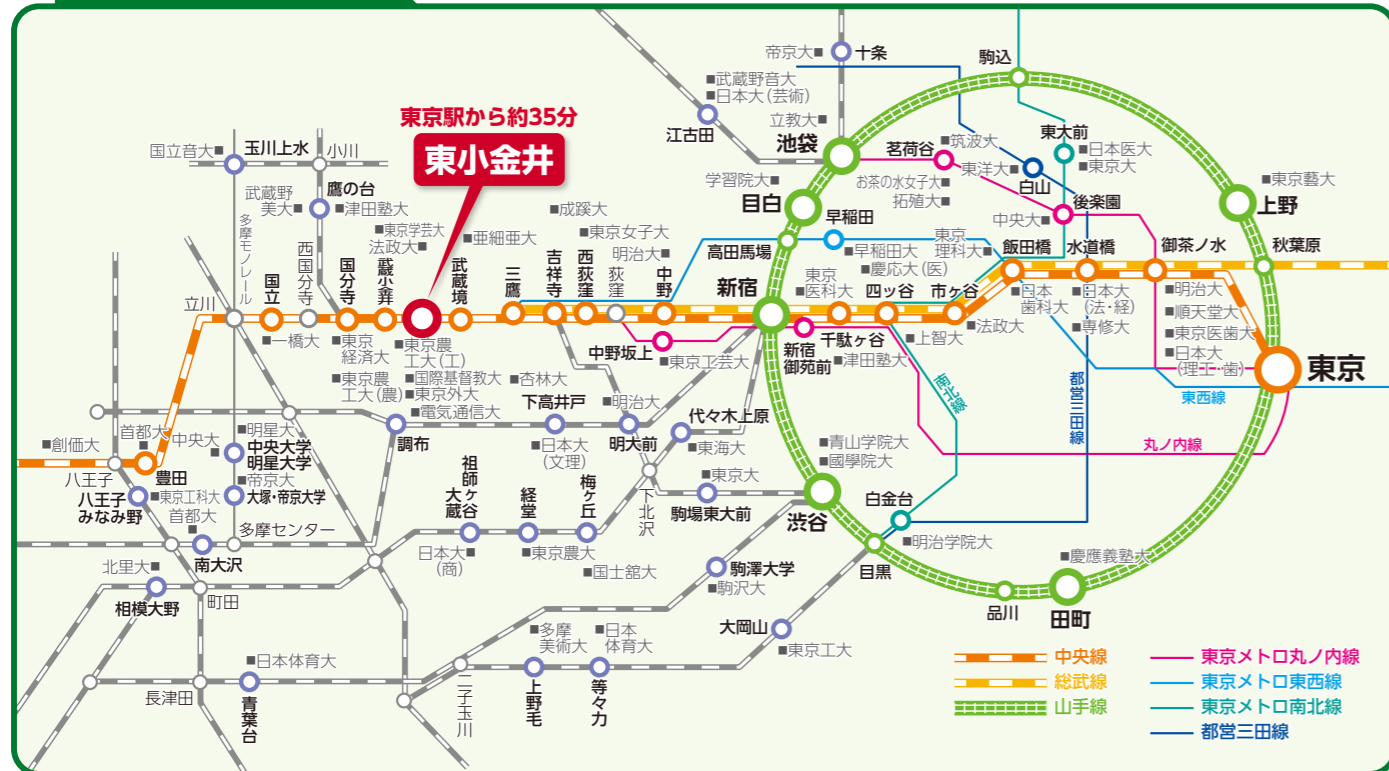 東京駅から約35分
東小金井
帝京大■
十条
駒込
■武蔵野音大
■日本大(芸術)
江古田
立教大■
池袋
茗荷谷
■筑波大
東大前
■日本医大
■東京大
東洋大■
白山
お茶の水女子大■
拓殖大■
学習院大■
目白
早稲田
高田馬場
■早稲田大
■慶応大(医)
東京
理科大■
中央大■
後楽園
■東京藝大
上野
秋葉原
飯田橋
水道橋
御茶ノ水
国立音大■
玉川上水
小川
武蔵野
美大■
鷹の台
■津田塾大
多摩モノレール
西国分寺
■東京学芸大
法政大■
■亜細亜大
■成蹊大
■東京女子大
明治大■
立川
国立
国分寺
武蔵小金井
武蔵境
三鷹
吉祥寺
西荻窪
荻窪
中野
新宿
東京
■医科大
四ッ谷
市ヶ谷
■一橋大
■東京
経済大
■東京農
工大(農)
■東京農
工大(工)
■国際基督教大
■東京外大
■電気通信大
中野坂上
■東京工芸大
新宿
御苑前
千駄ヶ谷
■津田塾大
■上智大
■法政大
■日本
歯科大
■日本大
(法・経)
■専修大
■明治大
■順天堂大
■東京医歯大
■日本大
(理工・歯)
東京
東西線
南北線
都営三田線
丸ノ内線
■杏林大
下高井戸
■日本大
(文理)
■明治大
明大前
代々木上原
■東海大
調布
■創価大
首都大
■
中央大■
■明星大
中央大学
明星大学
■帝京大
大塚・帝京大学
八王子
豊田
八王子
みなみ野
■東京工科大
首都大
■
多摩センター
南大沢
祖師ヶ谷
大蔵
経堂
梅ヶ丘
下北沢
■東京大
駒場東大前
■青山学院大
■國學院大
渋谷
白金台
■明治学院大
目黒
日本大■
(商)
■東京農大
■国士舘大
駒澤大学
■駒沢大
■慶應義塾大
品川
田町
北里大■
相模大野
町田
大岡山
■東京工大
■多摩
美術大
■日本
体育大
■日本体育大
長津田
青葉台
二子玉川
上野毛
等々力
中央線
総武線
山手線
東京メトロ丸ノ内線
東京メトロ東西線
東京メトロ南北線
都営三田線